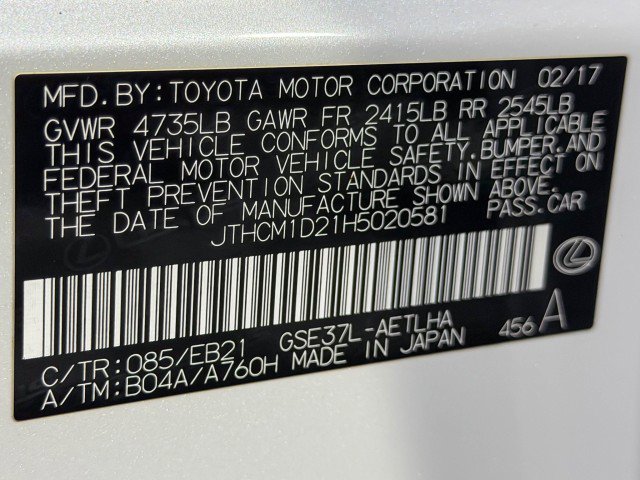 MFD. BY: TOYOTA MOTOR CORPORATION 02/17
GVWR 4735LB GAWR FR 2415LB RR 2545LB
THIS VEHICLE CONFORMS TO ALL APPLICABLE
FEDERAL MOTOR VEHICLE SAFETY, BUMPER, AND
THEFT PREVENTION STANDARDS IN EFFECT ON
THE DATE OF MANUFACTURE SHOWN ABOVE.
JTHCM1D21H5020581 PASS.CAR
C/TR:085/EB21 GSE37L-AETLHA 456 A
A/TM:B04A/A760H MADE IN JAPAN